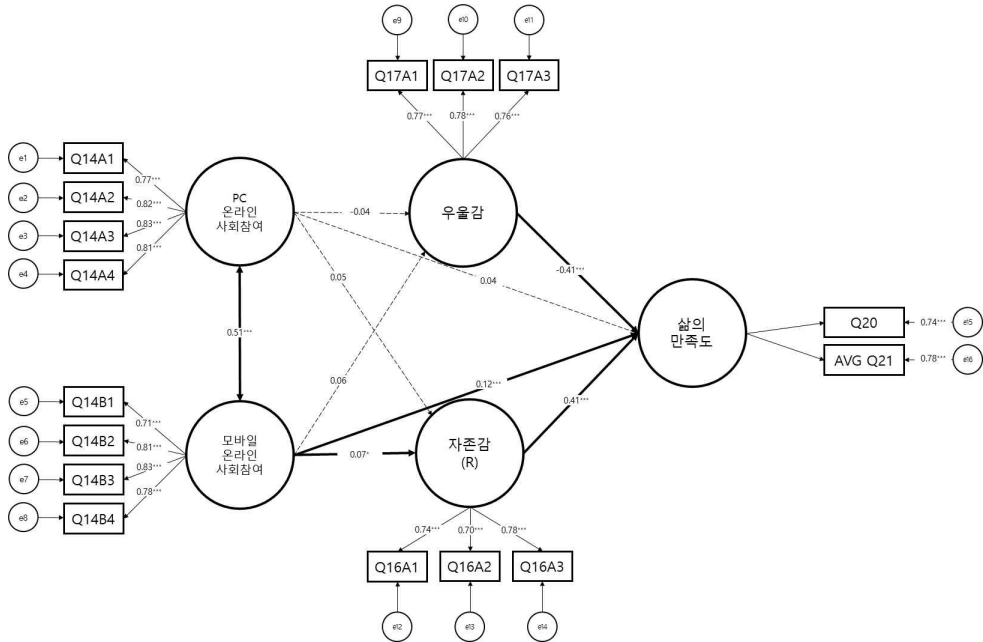 e9
e10
e11
Q17A1
Q17A2
Q17A3
0.77***
0.78***
0.76***
e1
Q14A1
e2
Q14A2
e3
Q14A3
e4
Q14A4
0.77***
0.82***
0.83***
0.81***
PC
온라인
사회참여
-0.04
우울감
0.05
0.04
-0.41***
삶의
만족도
Q20
0.74***
e15
AVG Q21
0.78***
e16
0.51***
0.06
0.12***
0.41***
e5
Q14B1
e6
Q14B2
e7
Q14B3
e8
Q14B4
0.71***
0.81***
0.83***
0.78***
모바일
온라인
사회참여
0.07*
자존감
(R)
0.74***
0.70***
0.78***
Q16A1
Q16A2
Q16A3
e12
e13
e14